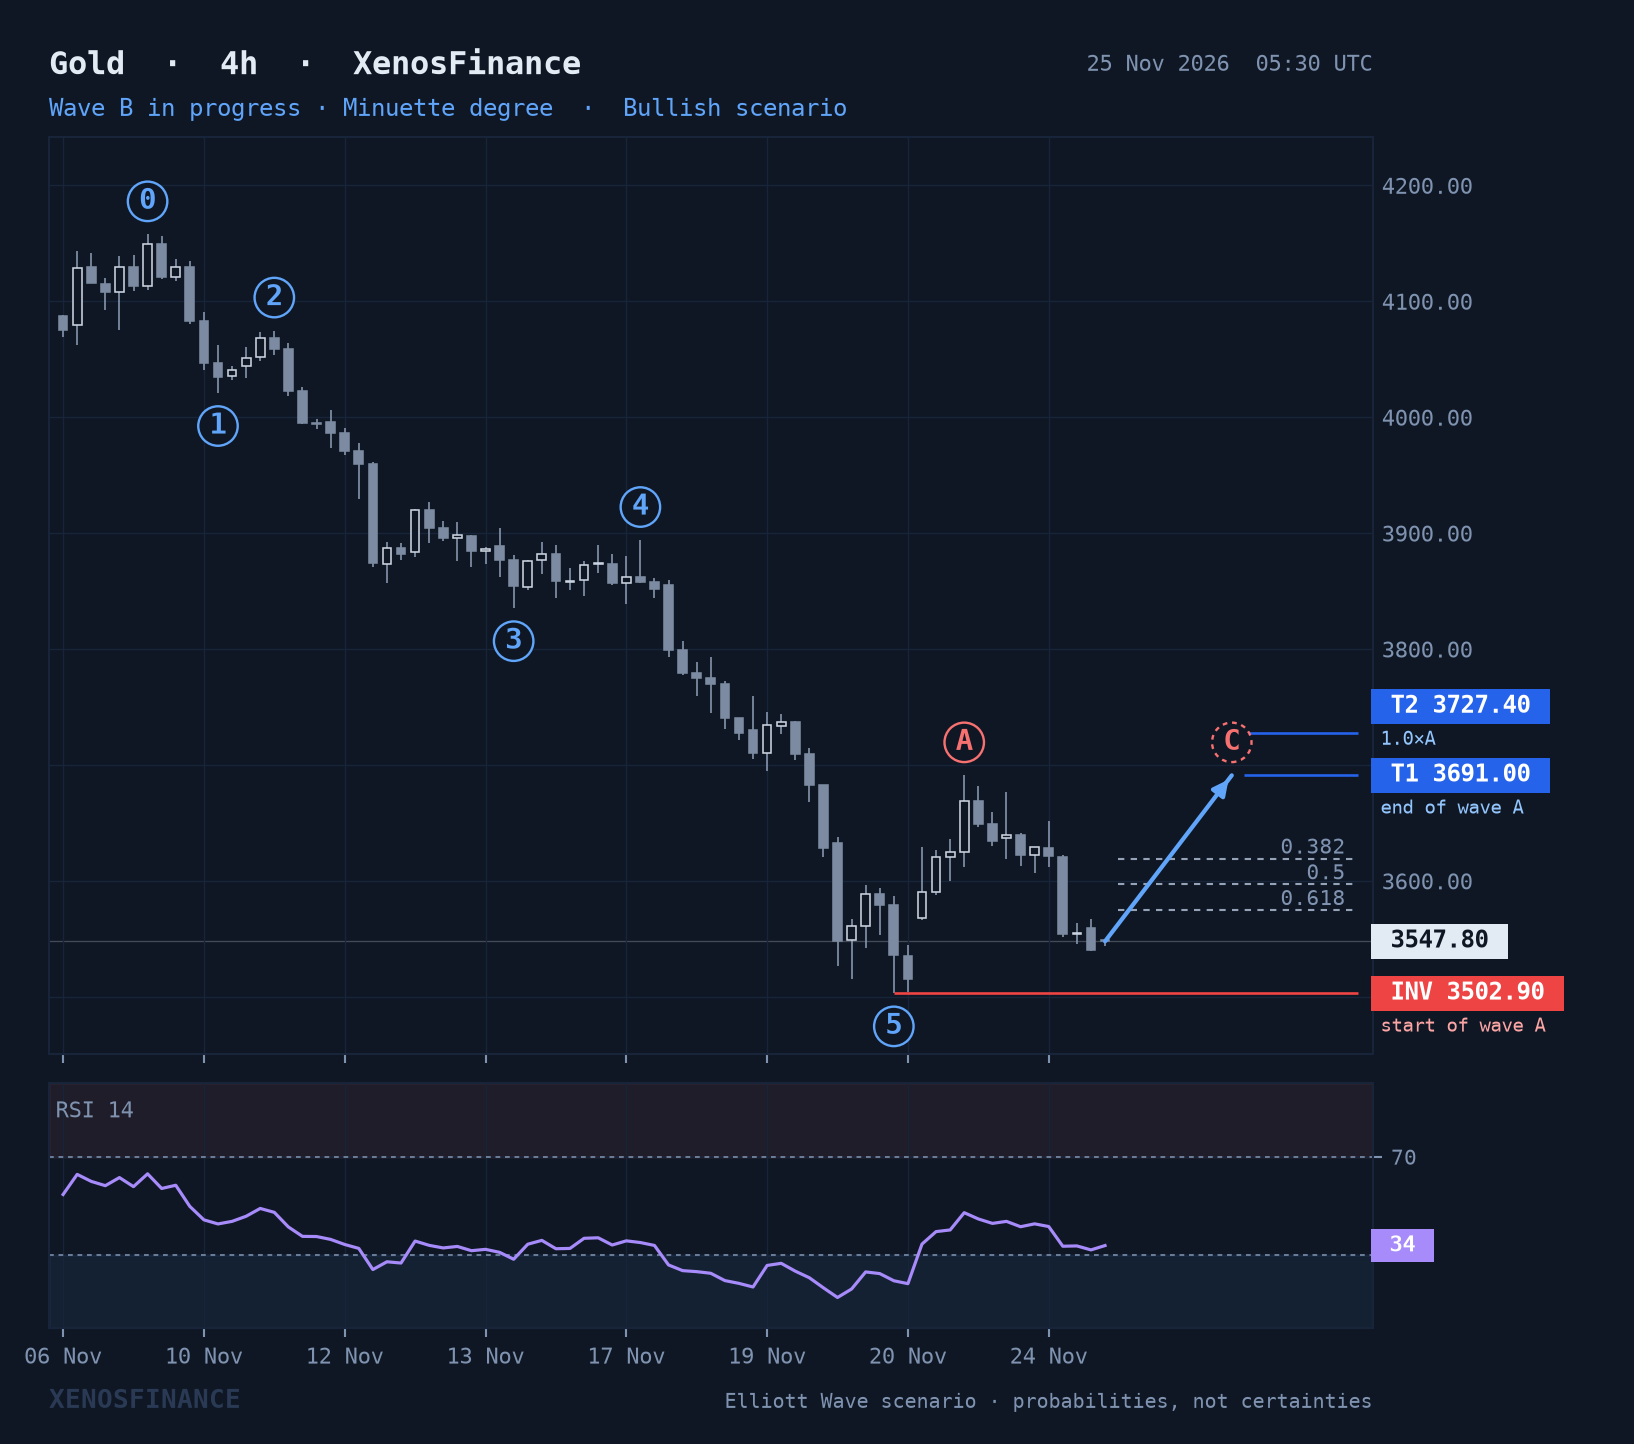 Gold · 4h · XenosFinance
25 Nov 2026 05:30 UTC
Wave B in progress · Minuette degree · Bullish scenario
0
1
2
3
4
5
A
C
4200.00
4100.00
4000.00
3900.00
3800.00
T2 3727.40
1.0×A
T1 3691.00
end of wave A
0.382
0.5
0.618
3600.00
3547.80
INV 3502.90
start of wave A
RSI 14
70
34
06 Nov
10 Nov
12 Nov
13 Nov
17 Nov
19 Nov
20 Nov
24 Nov
XENOSFINANCE
Elliott Wave scenario · probabilities, not certainties